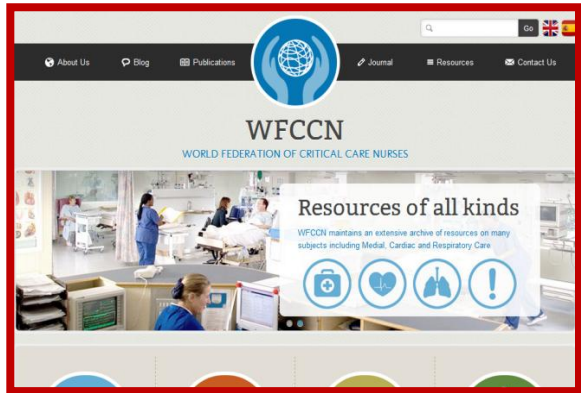 Go
About Us
Blog
Publications
Journal
Resources
Contact Us
WFCCN
WORLD FEDERATION OF CRITICAL CARE NURSES
Resources of all kinds
WFCCN maintains an extensive archive of resources on many
subjects including Medial, Cardiac and Respiratory Care